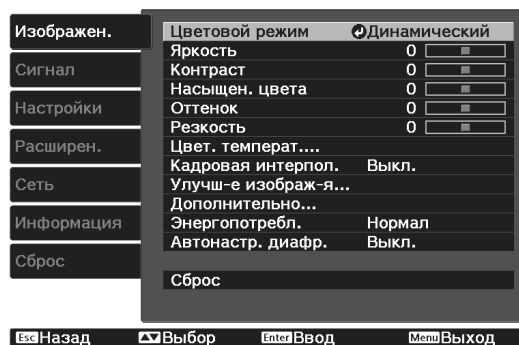 Изображен.
Сигнал
Настройки
Расширен.
Сеть
Информация
Сброс
Цветовой режим Динамический
Яркость 0
Контраст 0
Насыщен. цвета 0
Оттенок 0
Резкость 0
Цвет. температ....
Кадровая интерпол. Выкл.
Улучш-е изображ-я...
Дополнительно...
Энергопотребл. Нормал
Автонастр. диафр. Выкл.
Сброс
Esc Назад Выбор Enter Ввод Menu Выход